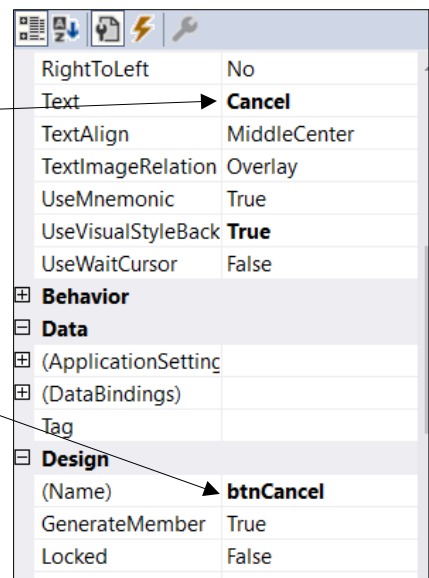 RightToLeft No
Text Cancel
TextAlign MiddleCenter
TextImageRelation Overlay
UseMnemonic True
UseVisualStyleBack True
UseWaitCursor False
Behavior
Data
(ApplicationSetting
(DataBindings)
Tag
Design
(Name) btnCancel
GenerateMember True
Locked False